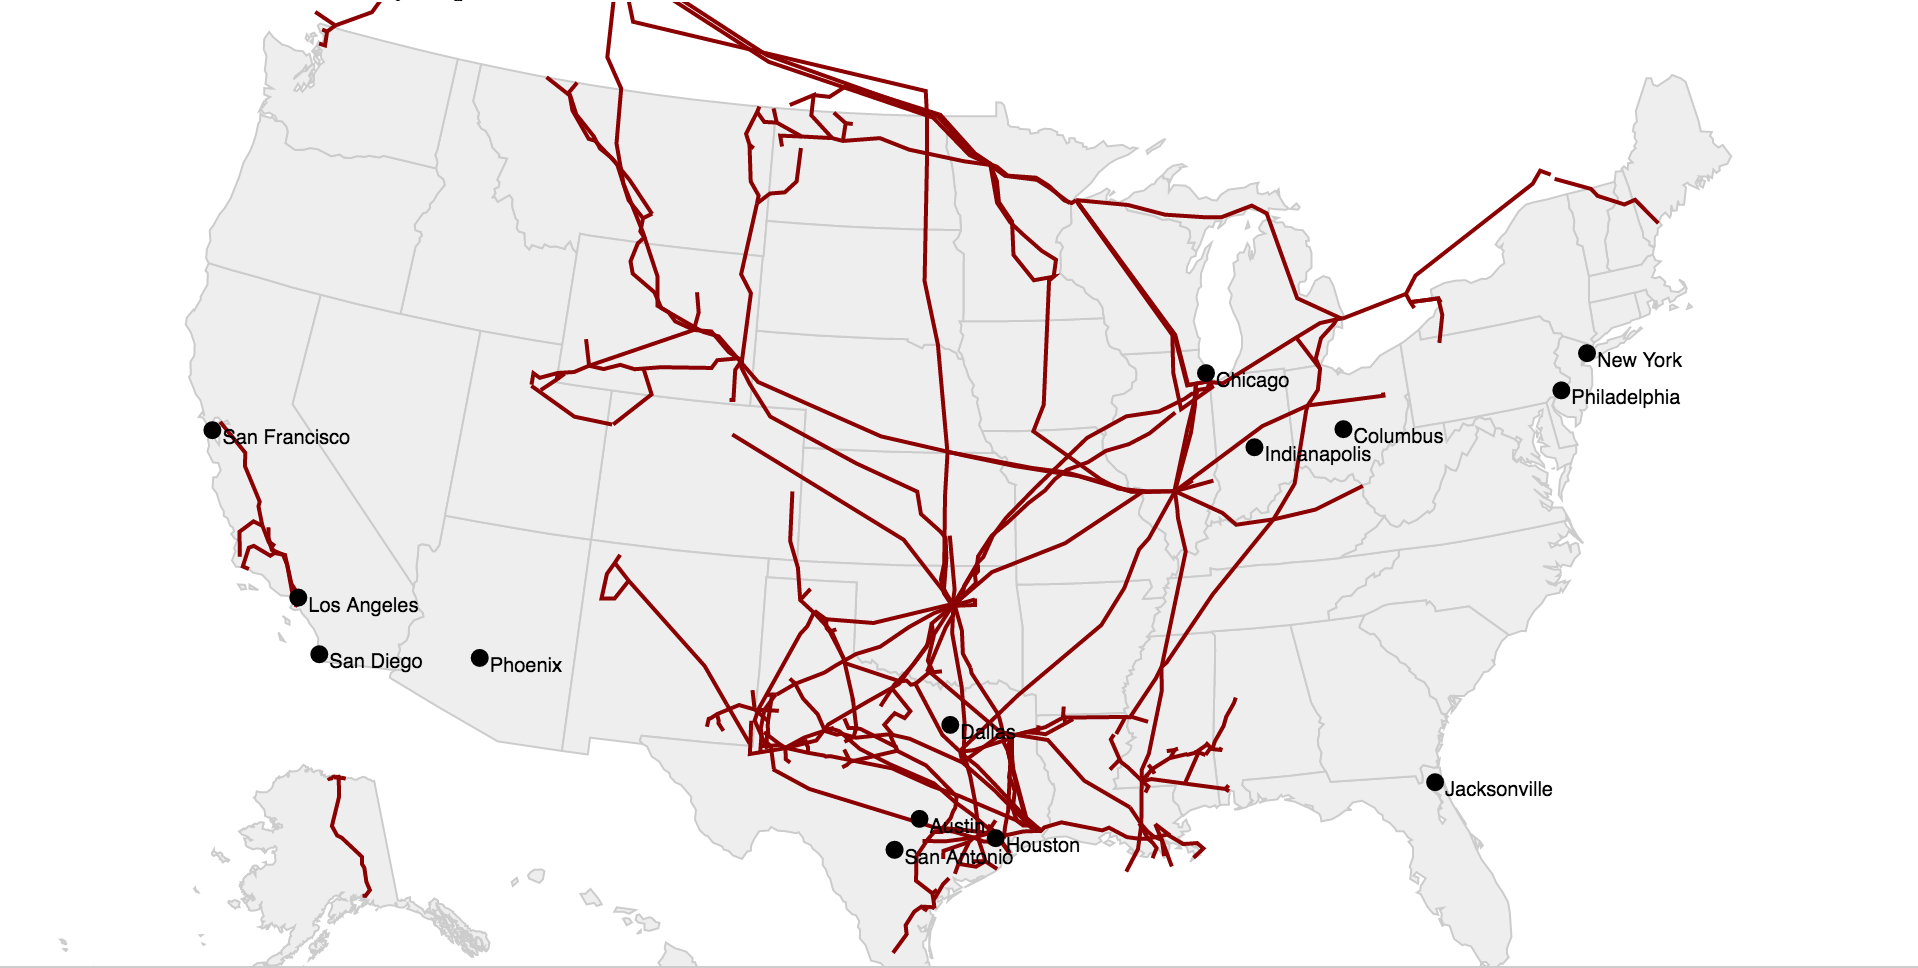 New York
Chicago
Philadelphia
San Francisco
Columbus
Indianapolis
Los Angeles
San Diego
Phoenix
Dallas
Jacksonville
Austin
Houston
San Antonio